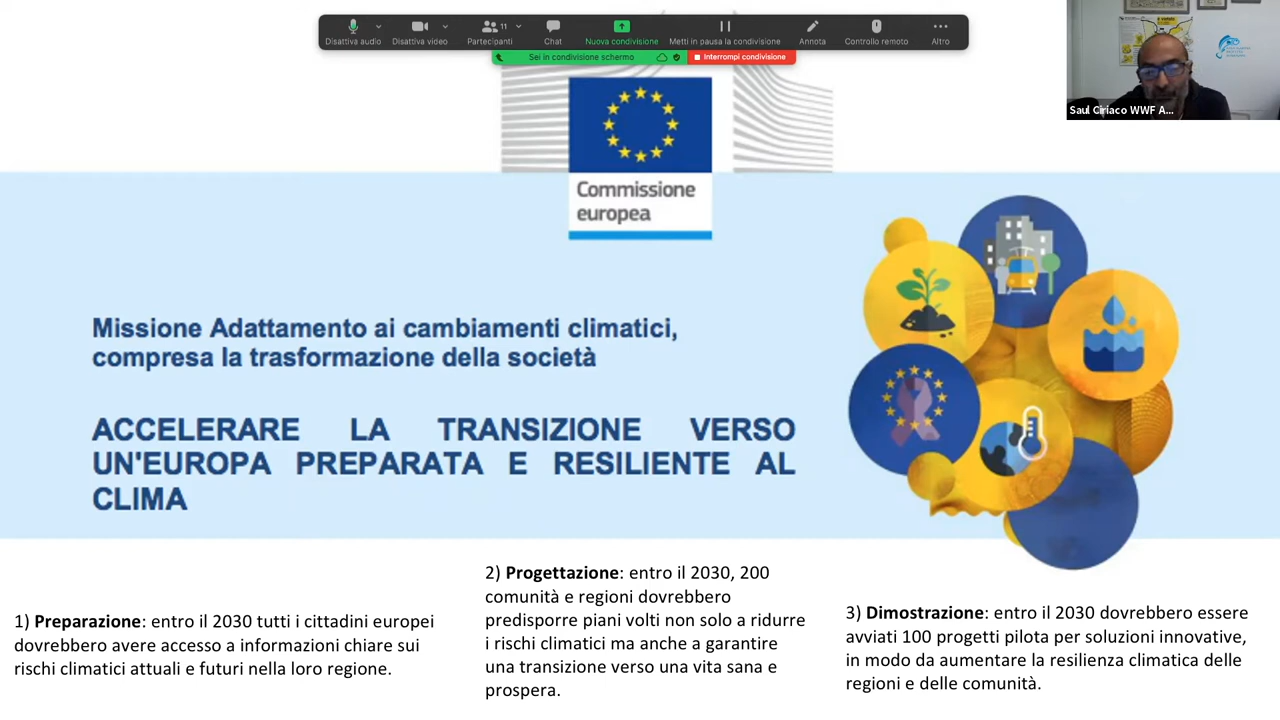 Disattiva audio
Disattiva video
Partecipanti
11
Chat
Nuova condivisione
Metti in pausa la condivisione
Annota
Controllo remoto
Altro
Sei in condivisione schermo
Interrompi condivisione
Saul Ciriaco WWF A...
Commissione
europea
Missione Adattamento ai cambiamenti climatici,
compresa la trasformazione della società
ACCELERARE LA TRANSIZIONE VERSO
UN'EUROPA PREPARATA E RESILIENTE AL
CLIMA
1) Preparazione: entro il 2030 tutti i cittadini europei
dovrebbero avere accesso a informazioni chiare sui
rischi climatici attuali e futuri nella loro regione.
2) Progettazione: entro il 2030, 200
comunità e regioni dovrebbero
predisporre piani volti non solo a ridurre
i rischi climatici ma anche a garantire
una transizione verso una vita sana e
prospera.
3) Dimostrazione: entro il 2030 dovrebbero essere
avviati 100 progetti pilota per soluzioni innovative,
in modo da aumentare la resilienza climatica delle
regioni e delle comunità.